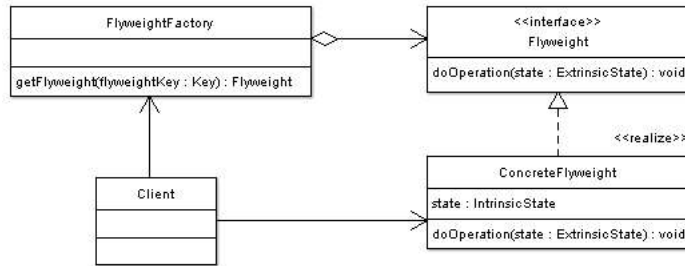 FlyweightFactory
getFlyweight(flyweightKey : Key) : Flyweight
<<interface>>
Flyweight
doOperation(state : ExtrinsicState) : void
<<realize>>
Client
ConcreteFlyweight
state : IntrinsicState
doOperation(state : ExtrinsicState) : void